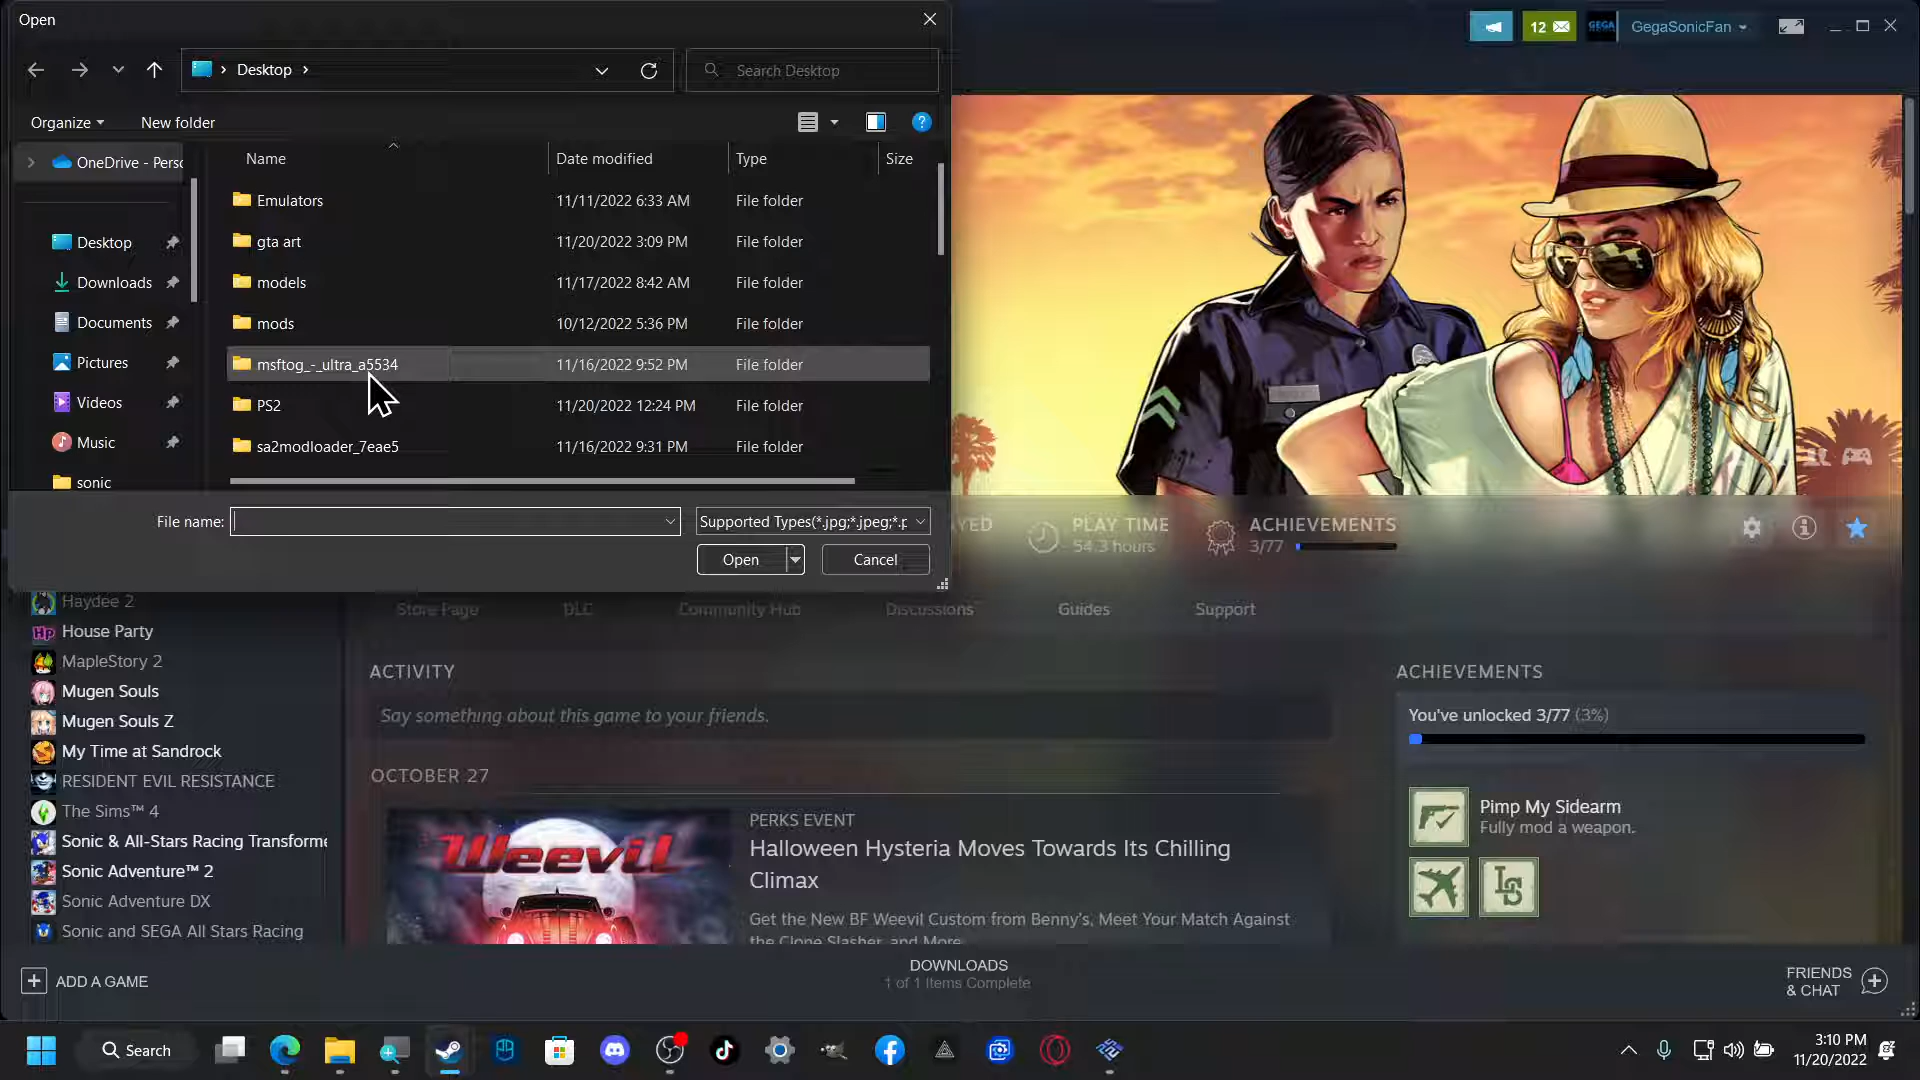 Open
12
GEGA
GegaSonicFan
Desktop
Search Desktop
Organize
New folder
Name
Date modified
Type
Size
OneDrive - Perso
Desktop
Downloads
Documents
Pictures
Videos
Music
sonic
Emulators 11/11/2022 6:33 AM File folder
gta art 11/20/2022 3:09 PM File folder
models 11/17/2022 8:42 AM File folder
mods 10/12/2022 5:36 PM File folder
msftog_-_ultra_a5534 11/16/2022 9:52 PM File folder
PS2 11/20/2022 12:24 PM File folder
sa2modloader_7eae5 11/16/2022 9:31 PM File folder
File name:
Supported Types(*.jpg;*.jpeg;*.p
Open
Cancel
PLAY TIME
54.3 hours
ACHIEVEMENTS
3/77
Store Page
DLC
Community Hub
Discussions
Guides
Support
Haydee 2
House Party
MapleStory 2
Mugen Souls
Mugen Souls Z
My Time at Sandrock
RESIDENT EVIL RESISTANCE
The Sims™ 4
Sonic & All-Stars Racing Transforme
Sonic Adventure™ 2
Sonic Adventure DX
Sonic and SEGA All Stars Racing
ACTIVITY
Say something about this game to your friends.
OCTOBER 27
Weevil
PERKS EVENT
Halloween Hysteria Moves Towards Its Chilling
Climax
Get the New BF Weevil Custom from Benny's, Meet Your Match Against
the Clone Slasher, and More
ACHIEVEMENTS
You've unlocked 3/77 (3%)
Pimp My Sidearm
Fully mod a weapon.
LS
ADD A GAME
DOWNLOADS
1 of 1 Items Complete
FRIENDS
& CHAT
Search
3:10 PM
11/20/2022